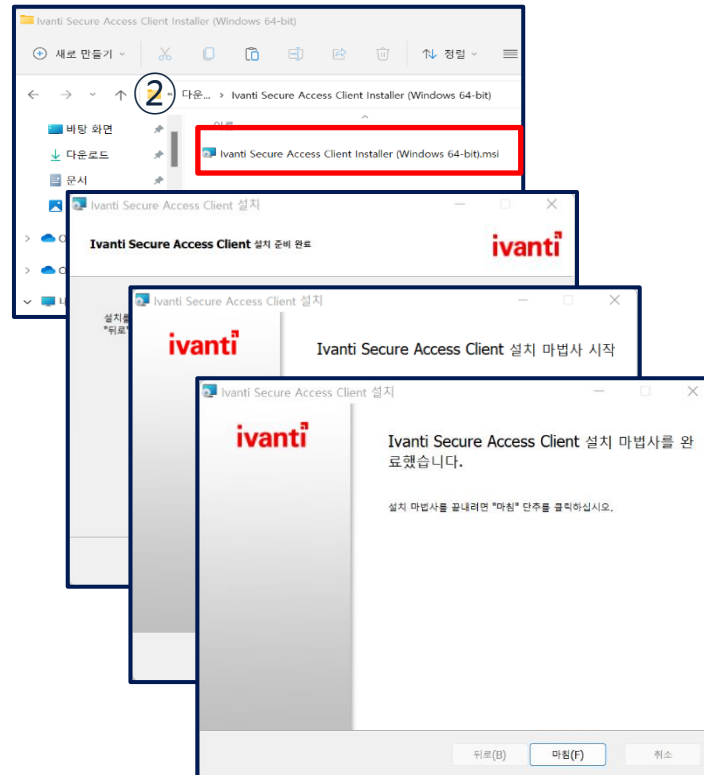 Ivanti Secure Access Client Installer (Windows 64-bit)
새로 만들기
정렬
②
다운... > Ivanti Secure Access Client Installer (Windows 64-bit)
바탕 화면
다운로드
Ivanti Secure Access Client Installer (Windows 64-bit).msi
문서
Ivanti Secure Access Client 설치
Ivanti Secure Access Client 설치 준비 완료
ivanti
설치를
"뒤로"
Ivanti Secure Access Client 설치
ivanti
Ivanti Secure Access Client 설치 마법사 시작
Ivanti Secure Access Client 설치
ivanti
Ivanti Secure Access Client 설치 마법사를 완
료했습니다.
설치 마법사를 끝내려면 "마침" 단추를 클릭하십시오.
뒤로(B)
마침(F)
취소